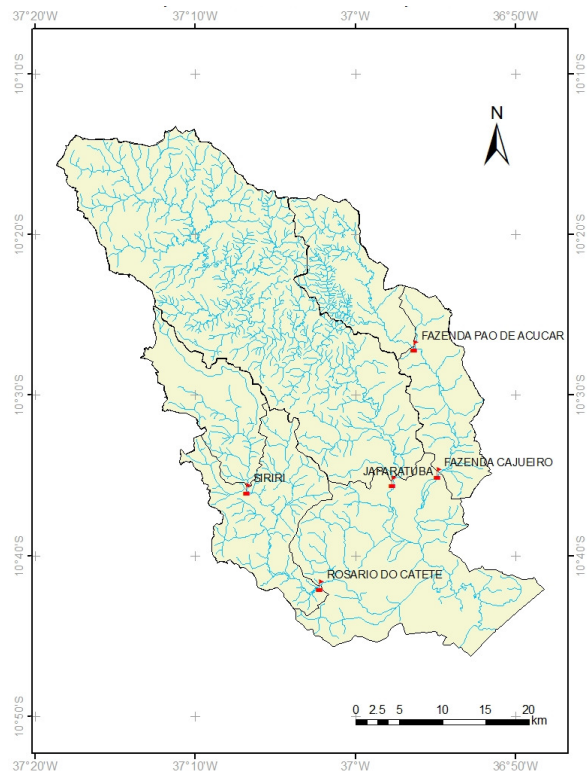 37°20'W 37°10'W 37°0'W 36°50'W
10°10'S 10°10'S
N
10°20'S 10°20'S
FAZENDA PAO DE ACUCAR
10°30'S 10°30'S
JAPARATUBA FAZENDA CAJUEIRO
SIRIRI
10°40'S 10°40'S
ROSARIO DO CATETE
0 2.5 5 10 15 20
km
10°50'S 10°50'S
37°20'W 37°10'W 37°0'W 36°50'W